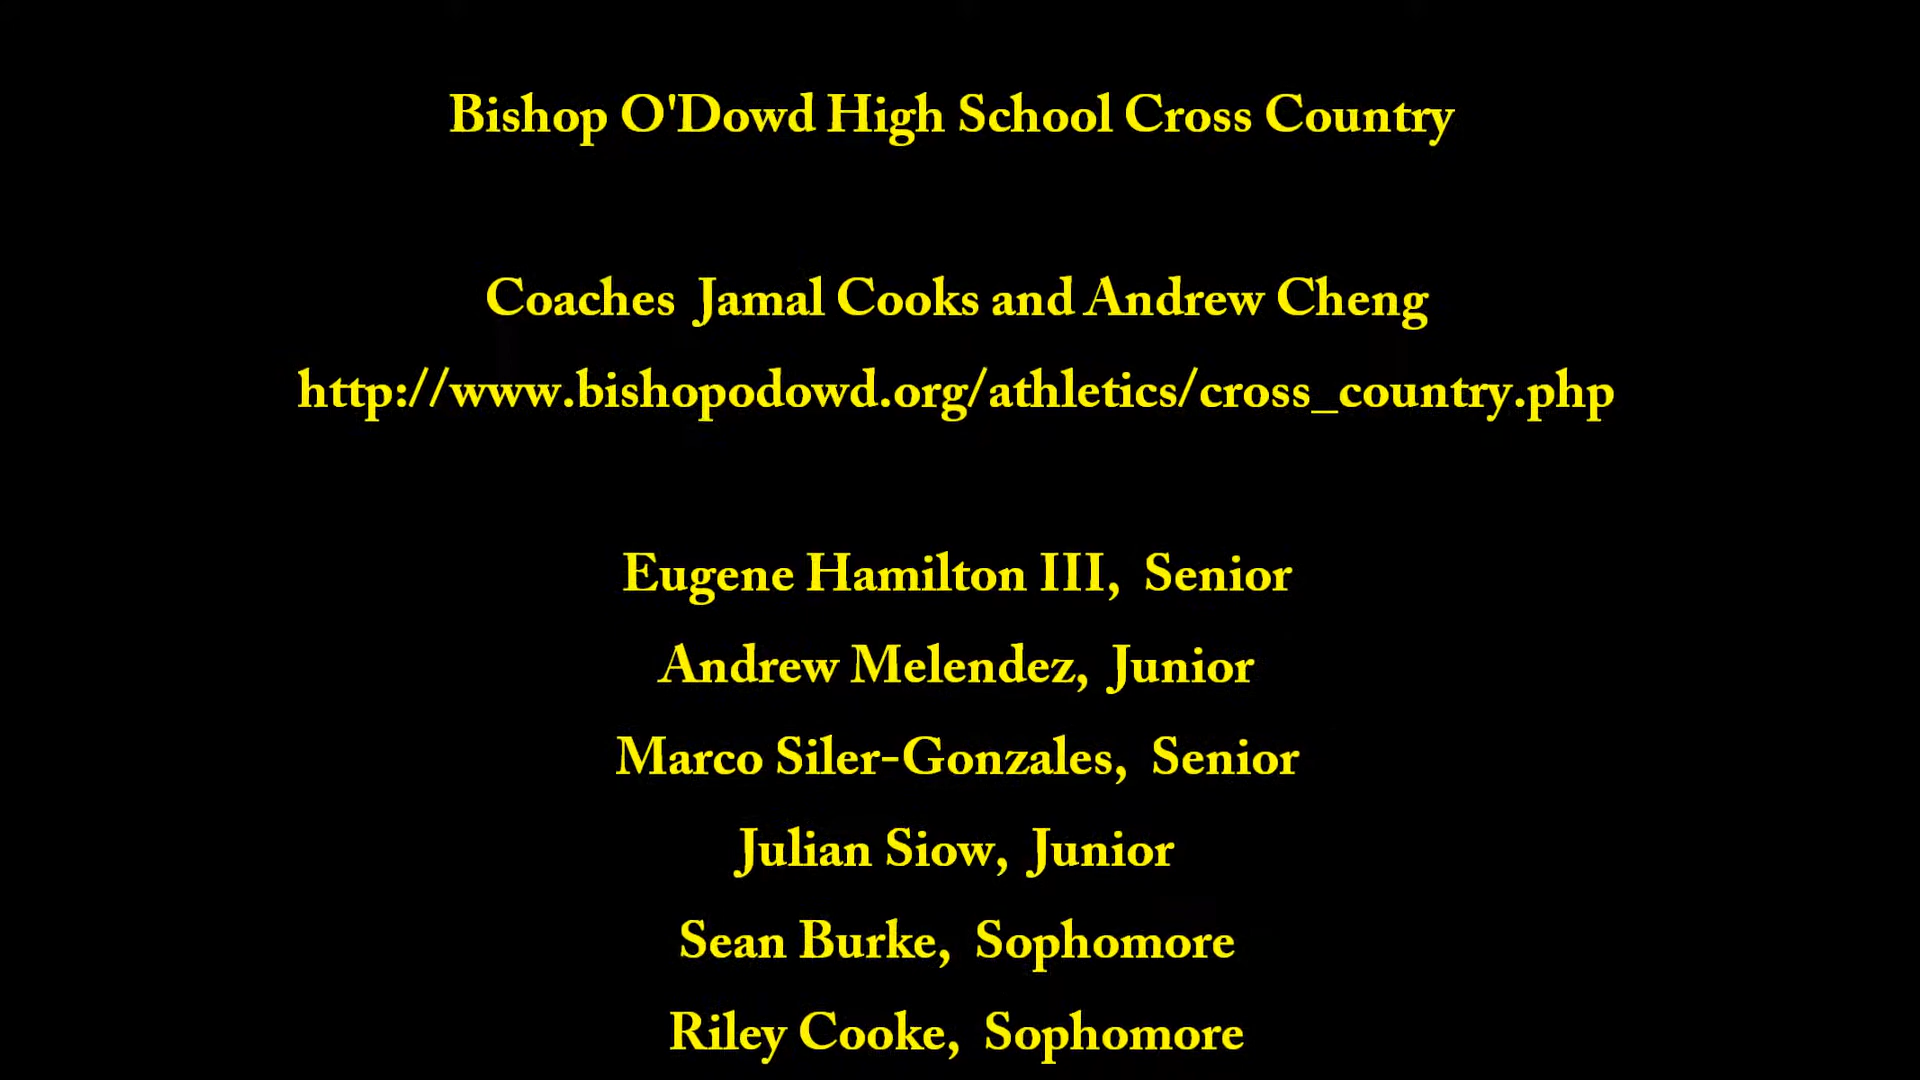 Bishop O'Dowd High School Cross Country
Coaches Jamal Cooks and Andrew Cheng
http://www.bishopodowd.org/athletics/cross_country.php
Eugene Hamilton III, Senior
Andrew Melendez, Junior
Marco Siler-Gonzales, Senior
Julian Siow, Junior
Sean Burke, Sophomore
Riley Cooke, Sophomore